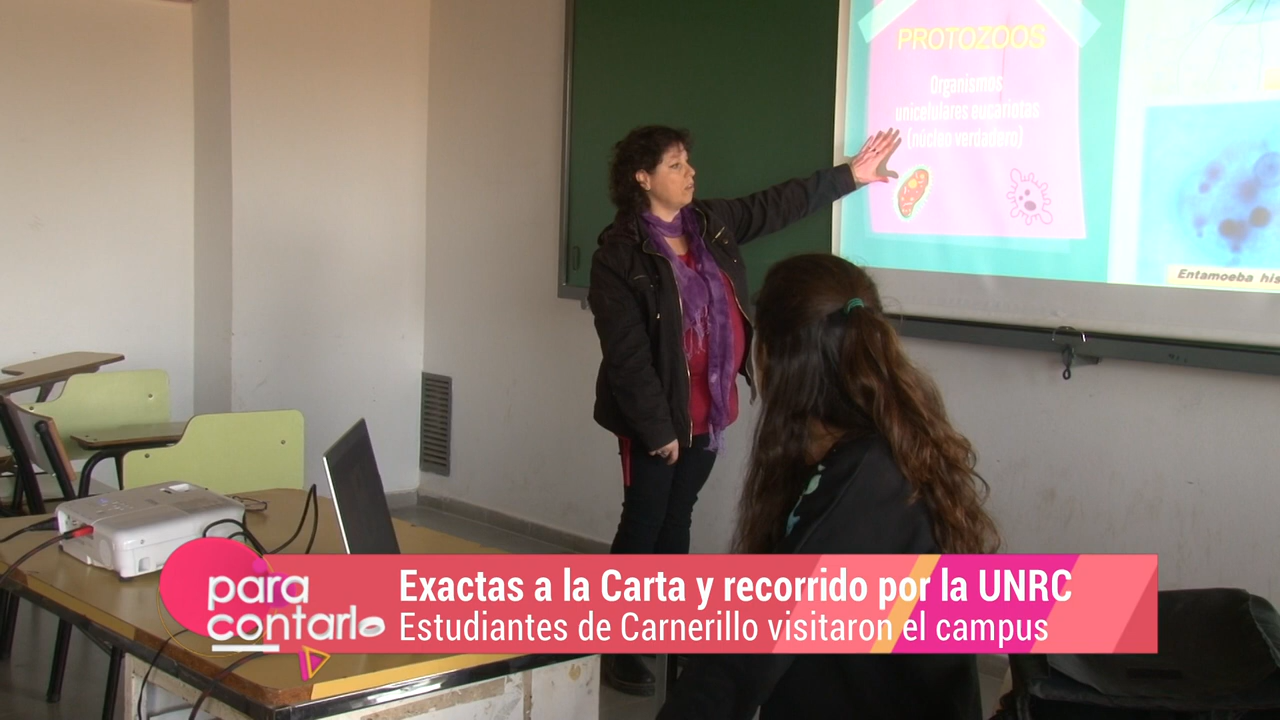 PROTOZOOS
Organismos
unicelulares eucariotas
(núcleo verdadero)
Entamoeba his
para
contarlo
Exactas a la Carta y recorrido por la UNRC
Estudiantes de Carnerillo visitaron el campus